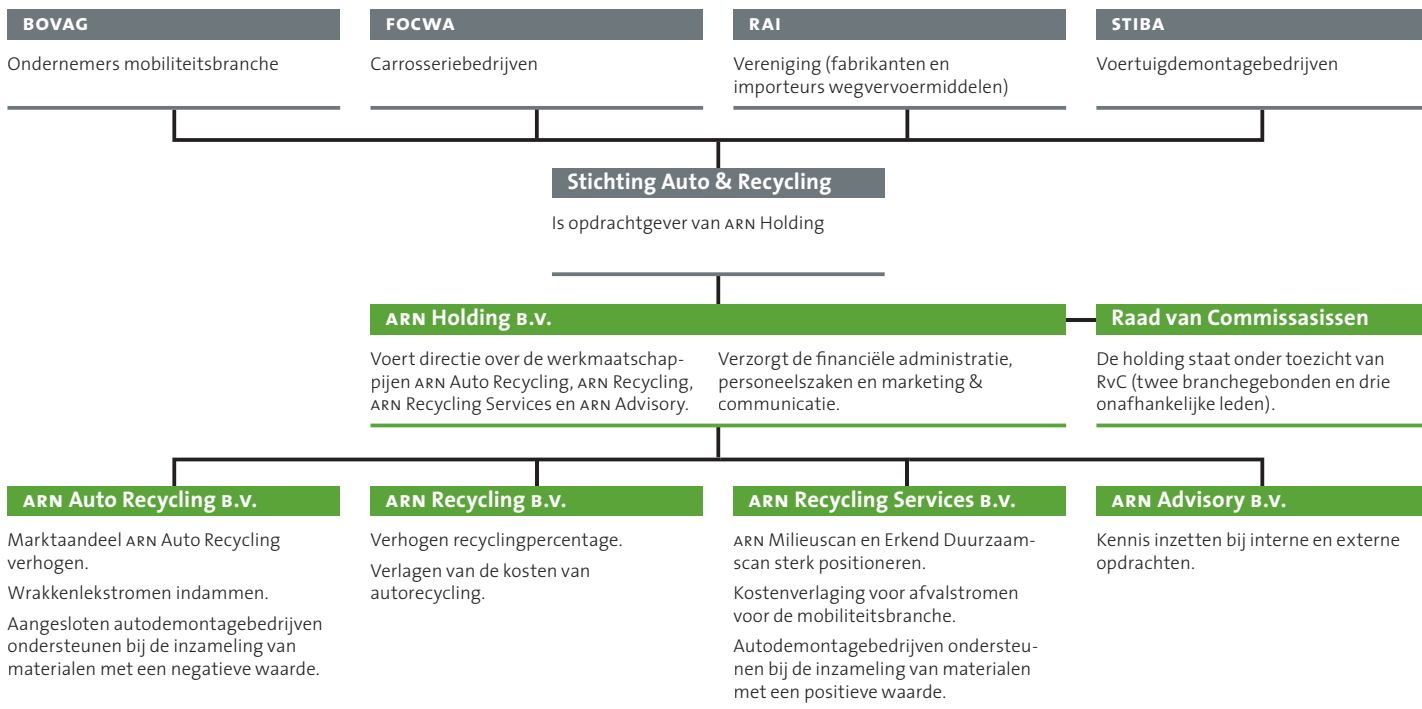 BOVAG
Ondernemers mobiliteitsbranche
FOCWA
Carrosseriebedrijven
RAI
Vereniging (fabrikanten en
importeurs wegvervoermiddelen)
STIBA
Voertuigdemontagebedrijven
Stichting Auto & Recycling
Is opdrachtgever van ARN Holding
ARN Holding B.V.
Voert directie over de werkmaatschap-
pijen ARN Auto Recycling, ARN Recycling,
ARN Recycling Services en ARN Advisory.
Verzorgt de financiële administratie,
personeelszaken en marketing &
communicatie.
Raad van Commissasissen
De holding staat onder toezicht van
RvC (twee branchegebonden en drie
onafhankelijke leden).
ARN Auto Recycling B.V.
Marktaandeel ARN Auto Recycling
verhogen.
Wrakkenlekstromen indammen.
Aangesloten autodemontagebedrijven
ondersteunen bij de inzameling van
materialen met een negatieve waarde.
ARN Recycling B.V.
Verhogen recyclingpercentage.
Verlagen van de kosten van
autorecycling.
ARN Recycling Services B.V.
ARN Milieuscan en Erkend Duurzaam-
scan sterk positioneren.
Kostenverlaging voor afvalstromen
voor de mobiliteitsbranche.
Autodemontagebedrijven ondersteu-
nen bij de inzameling van materialen
met een positieve waarde.
ARN Advisory B.V.
Kennis inzetten bij interne en externe
opdrachten.